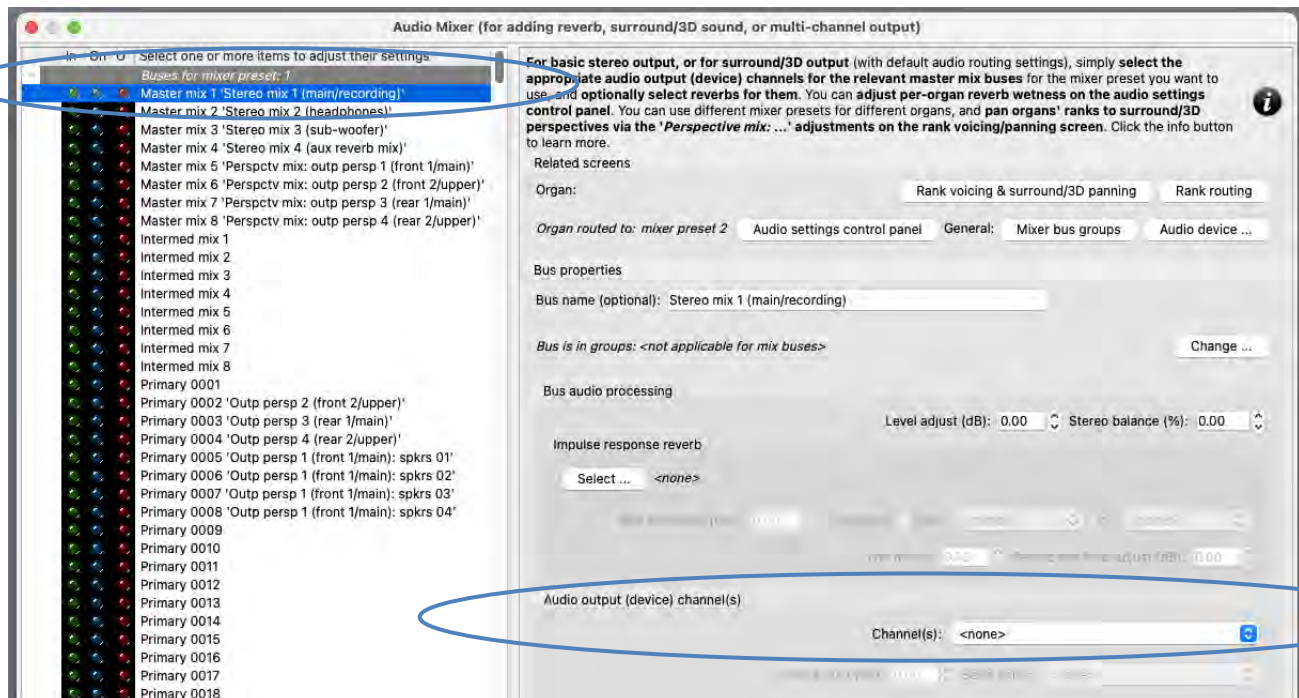 Audio Mixer (for adding reverb, surround/3D sound, or multi-channel output)
In On O Select one or more items to adjust their settings
Buses for mixer preset: 1
Master mix 1 'Stereo mix 1 (main/recording)'
Master mix 2 'Stereo mix 2 (headphones)'
Master mix 3 'Stereo mix 3 (sub-woofer)'
Master mix 4 'Stereo mix 4 (aux reverb mix)'
Master mix 5 'Perspctv mix: outp persp 1 (front 1/main)'
Master mix 6 'Perspctv mix: outp persp 2 (front 2/upper)'
Master mix 7 'Perspctv mix: outp persp 3 (rear 1/main)'
Master mix 8 'Perspctv mix: outp persp 4 (rear 2/upper)'
Intermed mix 1
Intermed mix 2
Intermed mix 3
Intermed mix 4
Intermed mix 5
Intermed mix 6
Intermed mix 7
Intermed mix 8
Primary 0001
Primary 0002 'Outp persp 2 (front 2/upper)'
Primary 0003 'Outp persp 3 (rear 1/main)'
Primary 0004 'Outp persp 4 (rear 2/upper)'
Primary 0005 'Outp persp 1 (front 1/main): spkrs 01'
Primary 0006 'Outp persp 1 (front 1/main): spkrs 02'
Primary 0007 'Outp persp 1 (front 1/main): spkrs 03'
Primary 0008 'Outp persp 1 (front 1/main): spkrs 04'
Primary 0009
Primary 0010
Primary 0011
Primary 0012
Primary 0013
Primary 0014
Primary 0015
Primary 0016
Primary 0017
Primary 0018
For basic stereo output, or for surround/3D output (with default audio routing settings), simply select the
appropriate audio output (device) channels for the relevant master mix buses for the mixer preset you want to
use, and optionally select reverbs for them. You can adjust per-organ reverb wetness on the audio settings
control panel. You can use different mixer presets for different organs, and pan organs' ranks to surround/3D
perspectives via the 'Perspective mix: ...' adjustments on the rank voicing/panning screen. Click the info button
to learn more.
i
Related screens
Organ: Rank voicing & surround/3D panning Rank routing
Organ routed to: mixer preset 2 Audio settings control panel General: Mixer bus groups Audio device ...
Bus properties
Bus name (optional): Stereo mix 1 (main/recording)
Bus is in groups: <not applicable for mix buses> Change ...
Bus audio processing
Level adjust (dB): 0.00 Stereo balance (%): 0.00
Impulse response reverb
Select ... <none>
Audio output (device) channel(s)
Channel(s): <none>